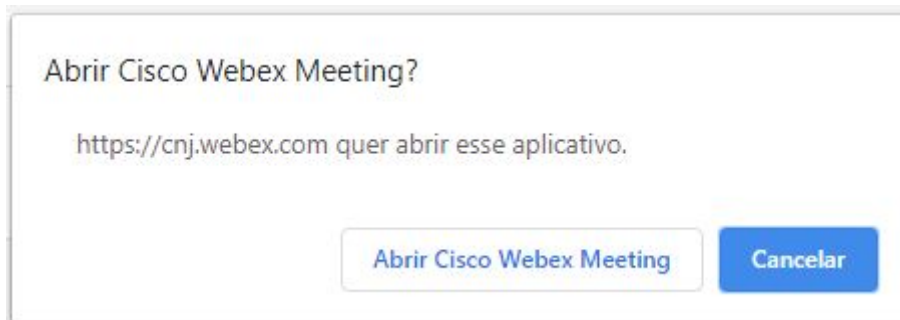 Abrir Cisco Webex Meeting?
https://cnj.webex.com quer abrir esse aplicativo.
Abrir Cisco Webex Meeting
Cancelar